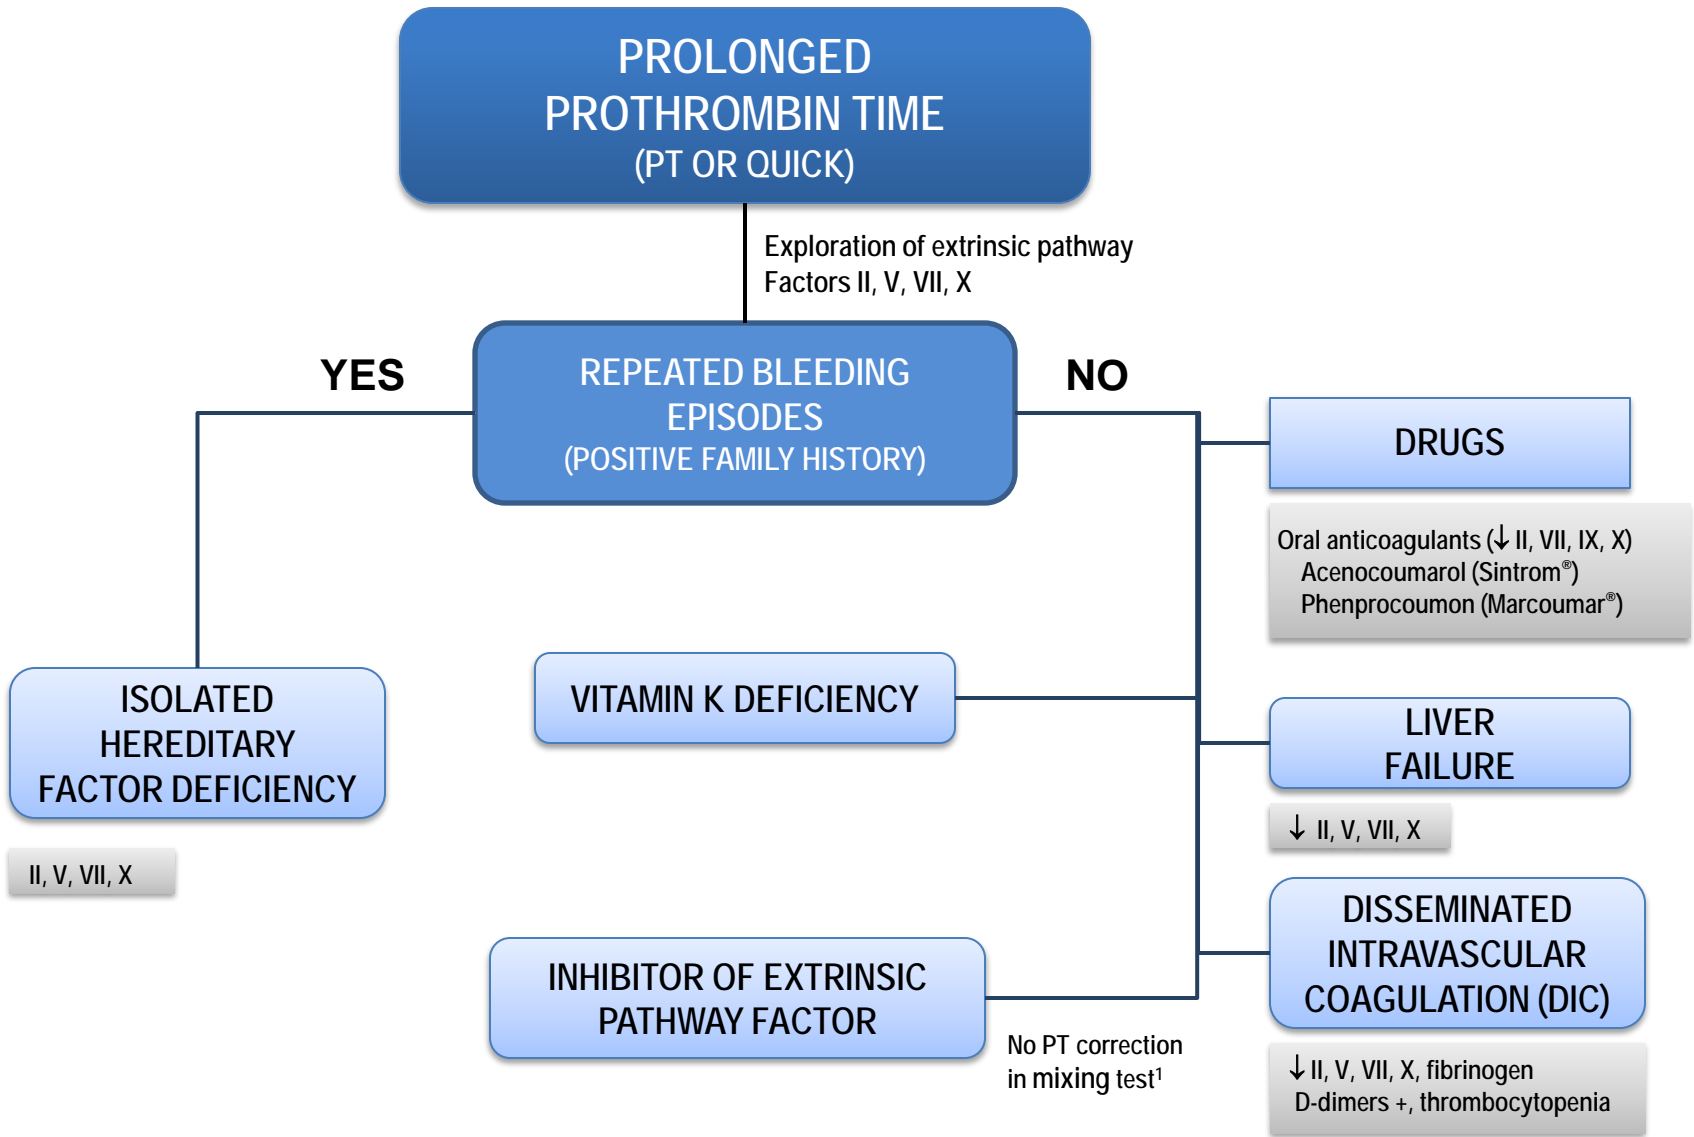 PROLONGED
PROTHROMBIN TIME
(PT OR QUICK)
Exploration of extrinsic pathway
Factors II, V, VII, X
YES
REPEATED BLEEDING
EPISODES
(POSITIVE FAMILY HISTORY)
NO
DRUGS
Oral anticoagulants (↓ II, VII, IX, X)
Acenocoumarol (Sintrom®)
Phenprocoumon (Marcoumar®)
ISOLATED
HEREDITARY
FACTOR DEFICIENCY
II, V, VII, X
VITAMIN K DEFICIENCY
LIVER
FAILURE
↓ II, V, VII, X
INHIBITOR OF EXTRINSIC
PATHWAY FACTOR
No PT correction
in mixing test¹
DISSEMINATED
INTRAVASCULAR
COAGULATION (DIC)
↓ II, V, VII, X, fibrinogen
D-dimers +, thrombocytopenia